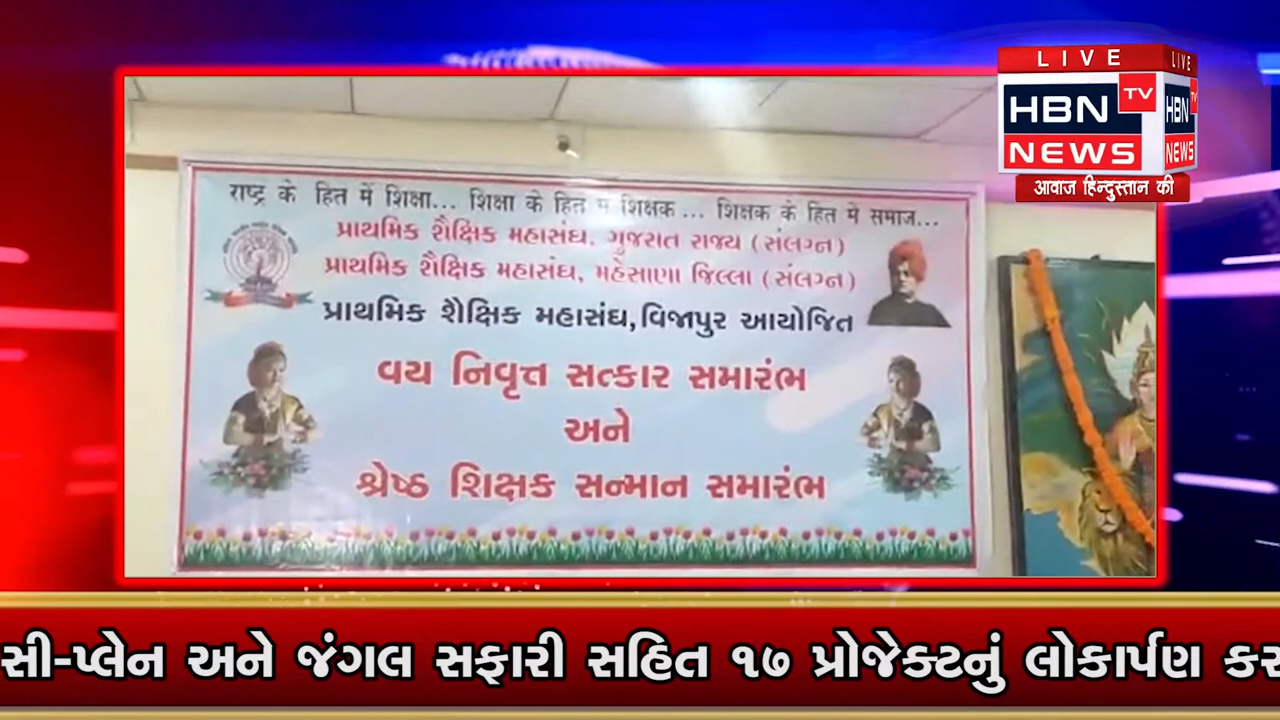 LIVE
LIVE
HBN TV
NEWS
HBN TV
NEWS
आवाज हिन्दुस्तान की
राष्ट्र के हित में शिक्षा... शिक्षा के हित में शिक्षक ... शिक्षक के हित में समाज...
પ્રાથમિક શૈક્ષિક મહાસંઘ, ગુજરાત રાજ્ય (સંલગ્ન)
પ્રાથમિક શૈક્ષિક મહાસંઘ, મહેસાણા જિલ્લા (સંલગ્ન)
પ્રાથમિક શૈક્ષિક મહાસંઘ,વિજાપુર આયોજિત
વય નિવૃત્ત સત્કાર સમારંભ
અને
શ્રેષ્ઠ શિક્ષક સન્માન સમારંભ
સી-પ્લેન અને જંગલ સફારી સહિત ૧૭ પ્રોજેક્ટનું લોકાર્પણ કર